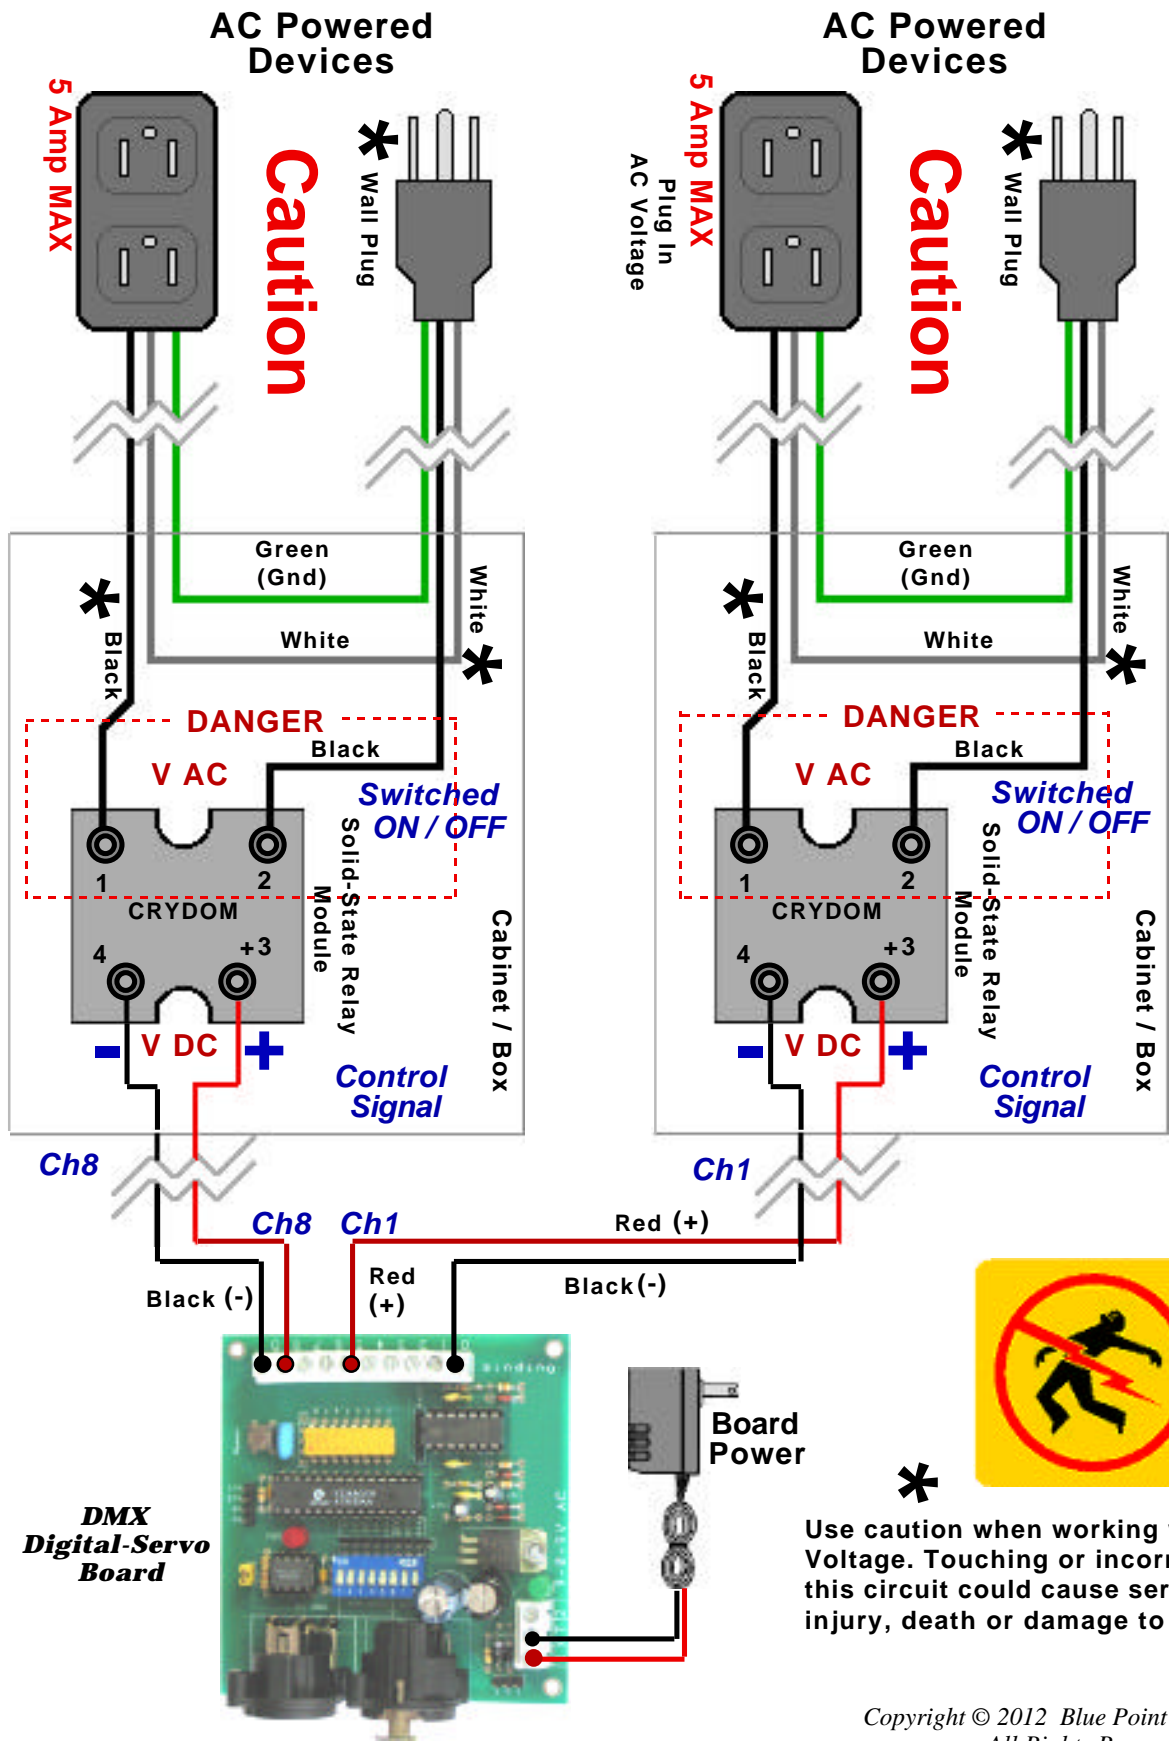 AC Powered
Devices
AC Powered
Devices
5 Amp MAX
Caution
*
Wall Plug
Plug In
AC Voltage
5 Amp MAX
Caution
*
Wall Plug
Green
(Gnd)
White
*
Black
White
*
DANGER
Black
V AC
Switched
ON / OFF
1
2
CRYDOM
4
+3
Solid-State Relay
Module
Cabinet / Box
- V DC +
Control
Signal
Green
(Gnd)
White
*
Black
White
*
DANGER
Black
V AC
Switched
ON / OFF
1
2
CRYDOM
4
+3
Solid-State Relay
Module
Cabinet / Box
- V DC +
Control
Signal
Ch8
Ch1
Ch8
Ch1
Red (+)
Black (-)
Red
(+)
Black (-)
Binding
Board
Power
DMX
Digital-Servo
Board
*
Use caution when working
Voltage. Touching or
this circuit could cause
injury, death or damage to
Copyright © 2012 Blue Point
All Rights